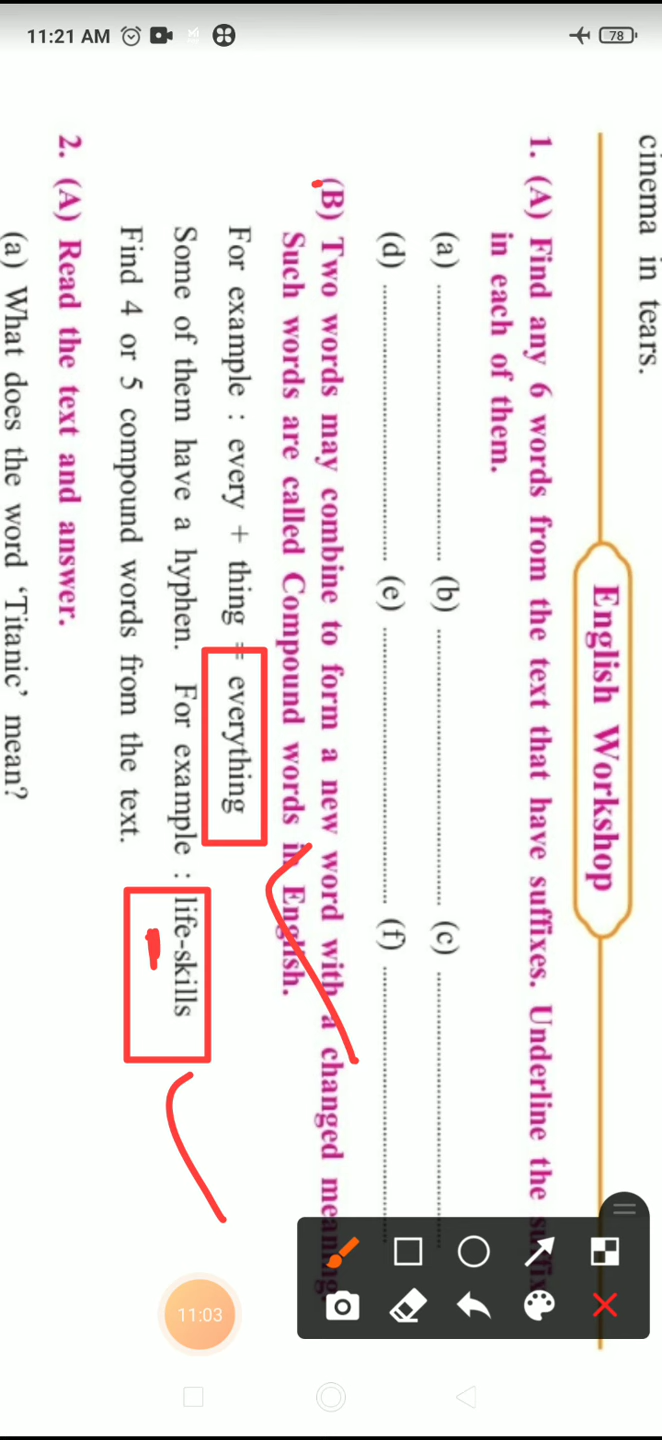 11:21 AM
78
cinema in tears.
English Workshop
1. (A) Find any 6 words from the text that have suffixes. Underline the suffix
in each of them.
(a) ........................................ (b) ........................................ (c) ........................................
(d) ........................................ (e) ........................................ (f) ........................................
(B) Two words may combine to form a new word with a changed meaning.
Such words are called Compound words in English.
For example : every + thing = everything
Some of them have a hyphen. For example : life-skills
Find 4 or 5 compound words from the text.
2. (A) Read the text and answer.
(a) What does the word ‘Titanic’ mean?
11:03